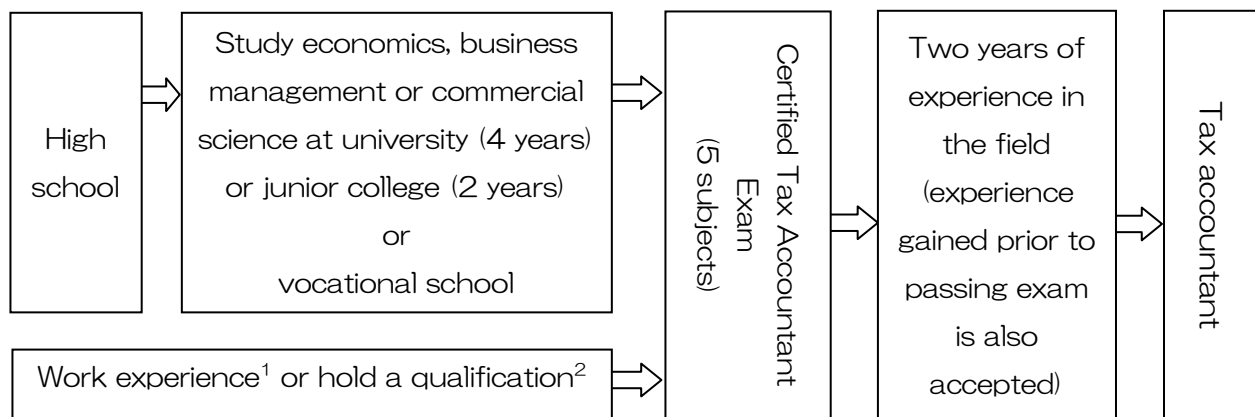 High
school
Study economics, business
management or commercial
science at university (4 years)
or junior college (2 years)
or
vocational school
Work experience¹ or hold a qualification²
Certified Tax Accountant
Exam
(5 subjects)
Two years of
experience in
the field
(experience
gained prior to
passing exam
is also
accepted)
Tax accountant